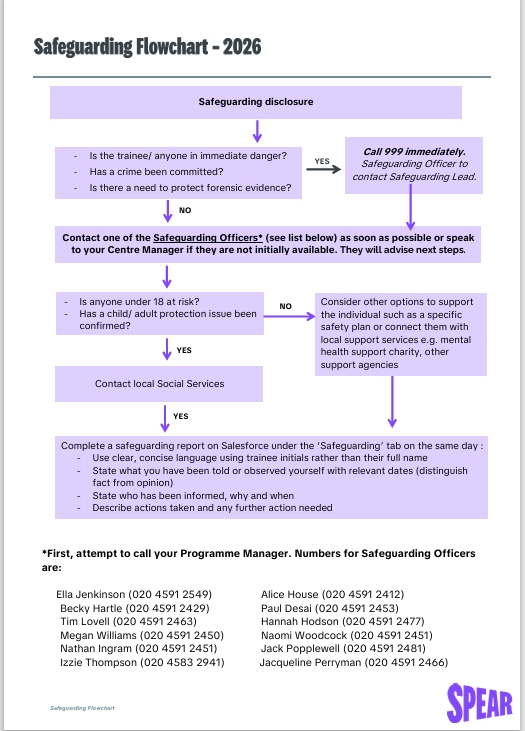 Safeguarding Flowchart – 2026
Safeguarding disclosure
- Is the trainee/ anyone in immediate danger?
- Has a crime been committed?
- Is there a need to protect forensic evidence?
YES
Call 999 immediately.
Safeguarding Officer to
contact Safeguarding Lead.
NO
Contact one of the Safeguarding Officers* (see list below) as soon as possible or speak
to your Centre Manager if they are not initially available. They will advise next steps.
- Is anyone under 18 at risk?
- Has a child/ adult protection issue been
confirmed?
NO
Consider other options to support
the individual such as a specific
safety plan or connect them with
local support services e.g. mental
health support charity, other
support agencies
YES
Contact local Social Services
YES
Complete a safeguarding report on Salesforce under the ‘Safeguarding’ tab on the same day :
- Use clear, concise language using trainee initials rather than their full name
- State what you have been told or observed yourself with relevant dates (distinguish
fact from opinion)
- State who has been informed, why and when
- Describe actions taken and any further action needed
*First, attempt to call your Programme Manager. Numbers for Safeguarding Officers
are:
Ella Jenkinson (020 4591 2549) Alice House (020 4591 2412)
Becky Hartle (020 4591 2429) Paul Desai (020 4591 2453)
Tim Lovell (020 4591 2463) Hannah Hodson (020 4591 2477)
Megan Williams (020 4591 2450) Naomi Woodcock (020 4591 2451)
Nathan Ingram (020 4591 2451) Jack Popplewell (020 4591 2481)
Izzie Thompson (020 4583 2941) Jacqueline Perryman (020 4591 2466)
Safeguarding Flowchart
SPEAR